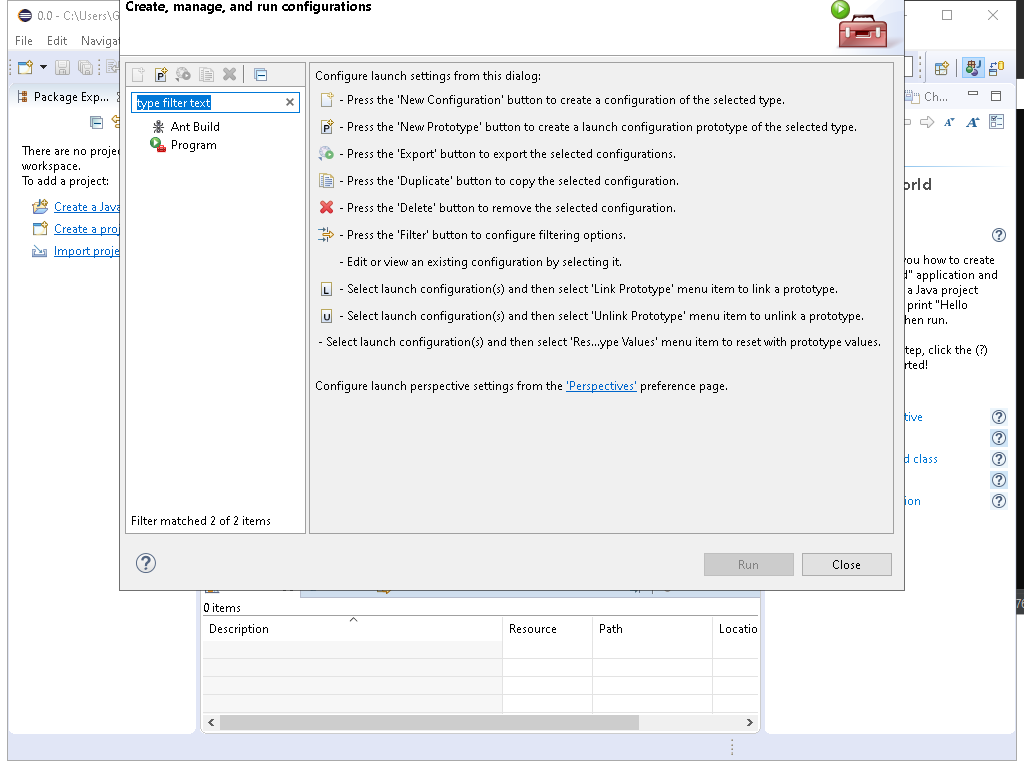 Create, manage, and run configurations
0.0 - C:\Users\G
File Edit Naviga
Package Exp...
There are no proje
workspace.
To add a project:
Create a Java
Create a pro
Import proje
type filter text
Ant Build
Program
Filter matched 2 of 2 items
Configure launch settings from this dialog:
- Press the 'New Configuration' button to create a configuration of the selected type.
P - Press the 'New Prototype' button to create a launch configuration prototype of the selected type.
- Press the 'Export' button to export the selected configurations.
- Press the 'Duplicate' button to copy the selected configuration.
- Press the 'Delete' button to remove the selected configuration.
- Press the 'Filter' button to configure filtering options.
- Edit or view an existing configuration by selecting it.
L - Select launch configuration(s) and then select 'Link Prototype' menu item to link a prototype.
U - Select launch configuration(s) and then select 'Unlink Prototype' menu item to unlink a prototype.
- Select launch configuration(s) and then select 'Res...ype Values' menu item to reset with prototype values.
Configure launch perspective settings from the 'Perspectives' preference page.
Run Close
Ch...
orld
you how to create
d" application and
a Java project
print "Hello
hen run.
tep, click the (?)
rted!
tive
d class
ion
0 items
Description Resource Path Locatio